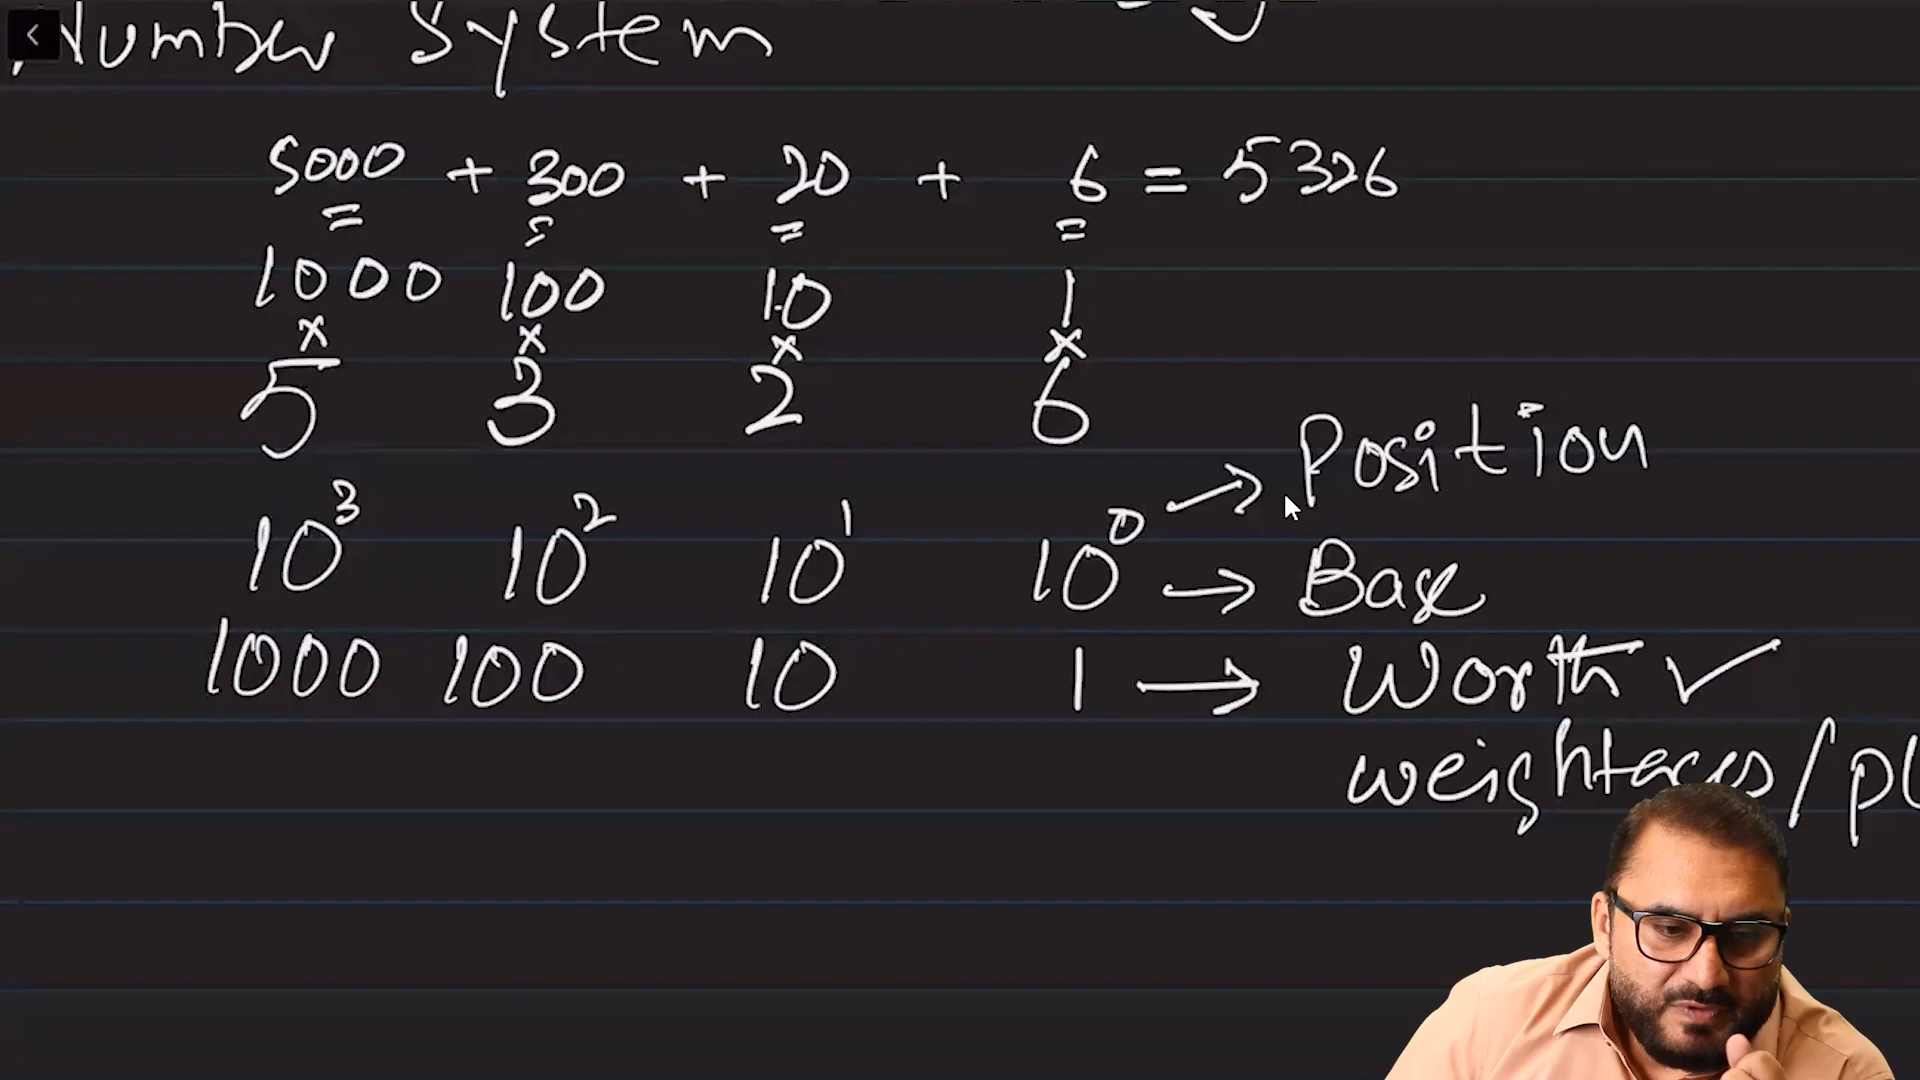 Number System
5000 + 300 + 20 + 6 = 5326
= = = =
1000 100 10 1
× × × ×
5 3 2 6
10³ 10² 10¹ 10⁰ → Position
→ Base
1000 100 10 1 → Worth ✓
/ pl